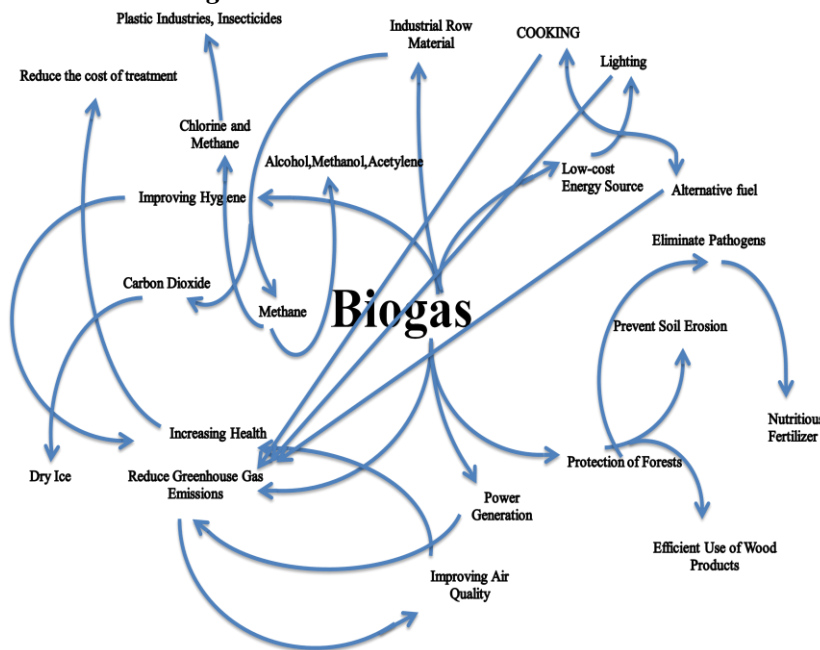 Plastic Industries, Insecticides
Industrial Row
Material
COOKING
Lighting
Reduce the cost of treatment
Chlorine and
Methane
Alcohol,Methanol,Acetylene
Low-cost
Energy Source
Alternative fuel
Improving Hygiene
Eliminate Pathogens
Carbon Dioxide
Methane
Biogas
Prevent Soil Erosion
Nutritious
Fertilizer
Increasing Health
Protection of Forests
Dry Ice
Reduce Greenhouse Gas
Emissions
Power
Generation
Efficient Use of Wood
Products
Improving Air
Quality